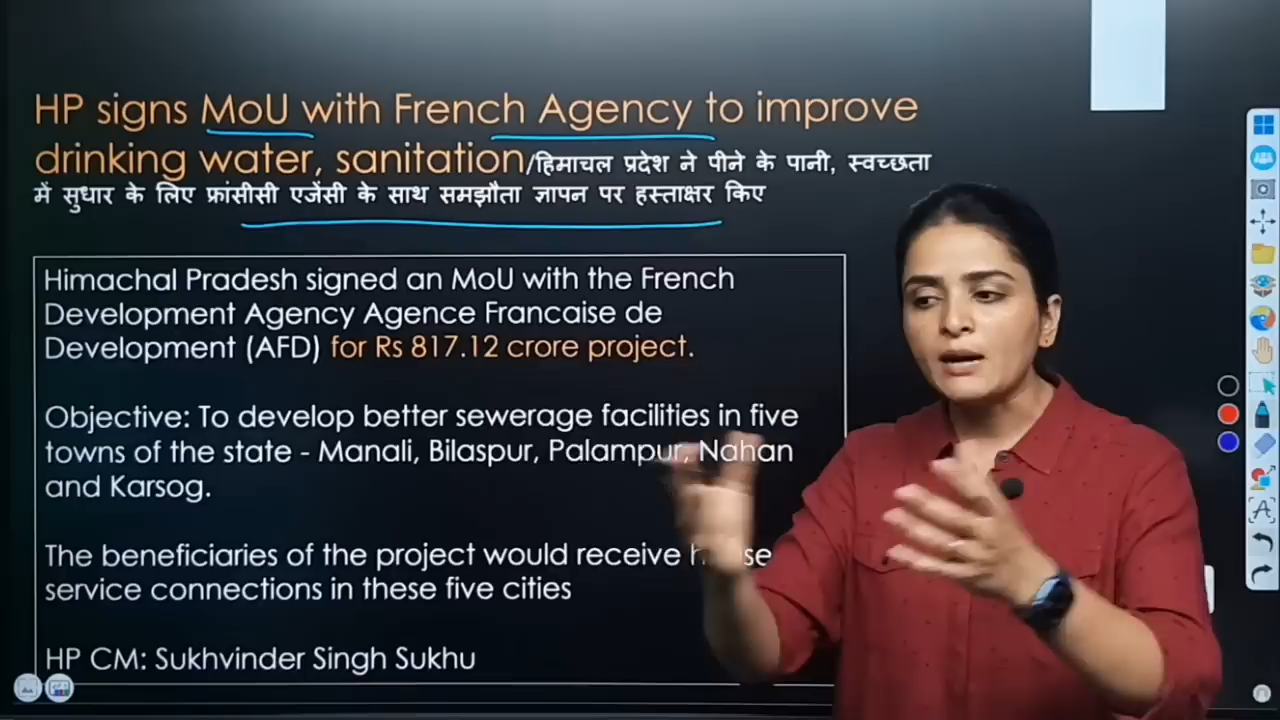 HP signs MoU with French Agency to improve
drinking water, sanitation/हिमाचल प्रदेश ने पीने के पानी, स्वच्छता
में सुधार के लिए फ्रांसीसी एजेंसी के साथ समझौता ज्ञापन पर हस्ताक्षर किए
Himachal Pradesh signed an MoU with the French
Development Agency Agence Francaise de
Development (AFD) for Rs 817.12 crore project.
Objective: To develop better sewerage facilities in five
towns of the state - Manali, Bilaspur, Palampur, Nahan
and Karsog.
The beneficiaries of the project would receive
service connections in these five cities
HP CM: Sukhvinder Singh Sukhu